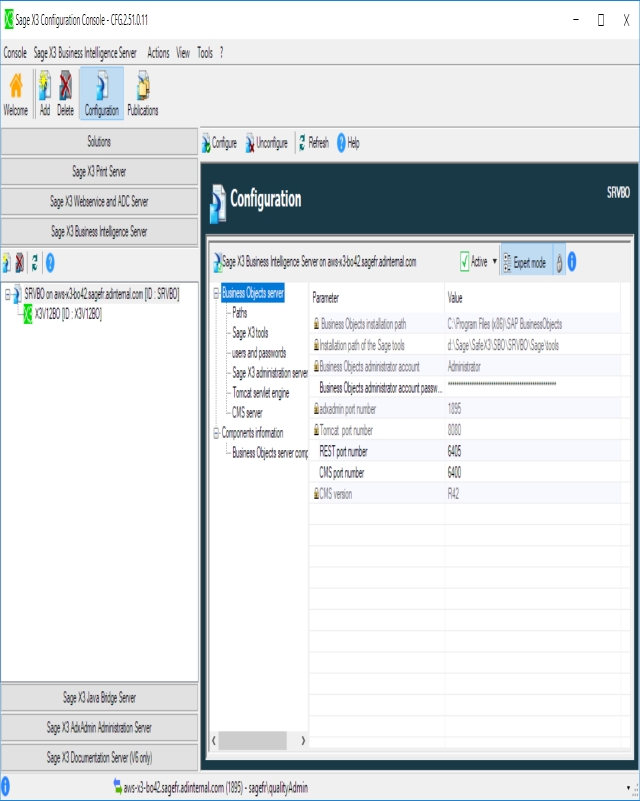 Sage X3 Configuration Console - CFG.2.51.0.11
Console Sage X3 Business Intelligence Server Actions View Tools ?
Welcome Add Delete Configuration Publications
Solutions
Sage X3 Print Server
Sage X3 Webservice and ADC Server
Sage X3 Business Intelligence Server
SRVBO on aws-x3-bo42.sagefr.adinternal.com [ID : SRVBO]
X3V12BO [ID : X3V12BO]
Sage X3 Java Bridge Server
Sage X3 AdxAdmin Administration Server
Sage X3 Documentation Server (V6 only)
Configure Unconfigure Refresh Help
Configuration
SRVBO
Sage X3 Business Intelligence Server on aws-x3-bo42.sagefr.adinternal.com
Active Expert mode
Business Objects server
Paths
Sage X3 tools
users and passwords
Sage X3 administration server
Tomcat servlet engine
CMS server
Components information
Business Objects server comp
Parameter Value
Business Objects installation path C:\Program Files (x86)\SAP BusinessObjects
Installation path of the Sage tools d:\Sage\SafeX3\SBO\SRVBO\Sage\tools
Business Objects administrator account Administrator
Business Objects administrator account passw...
adxadmin port number 1895
Tomcat port number 8080
REST port number 6405
CMS port number 6400
CMS version R42
aws-x3-bo42.sagefr.adinternal.com (1895) - sagefr\qualityAdmin